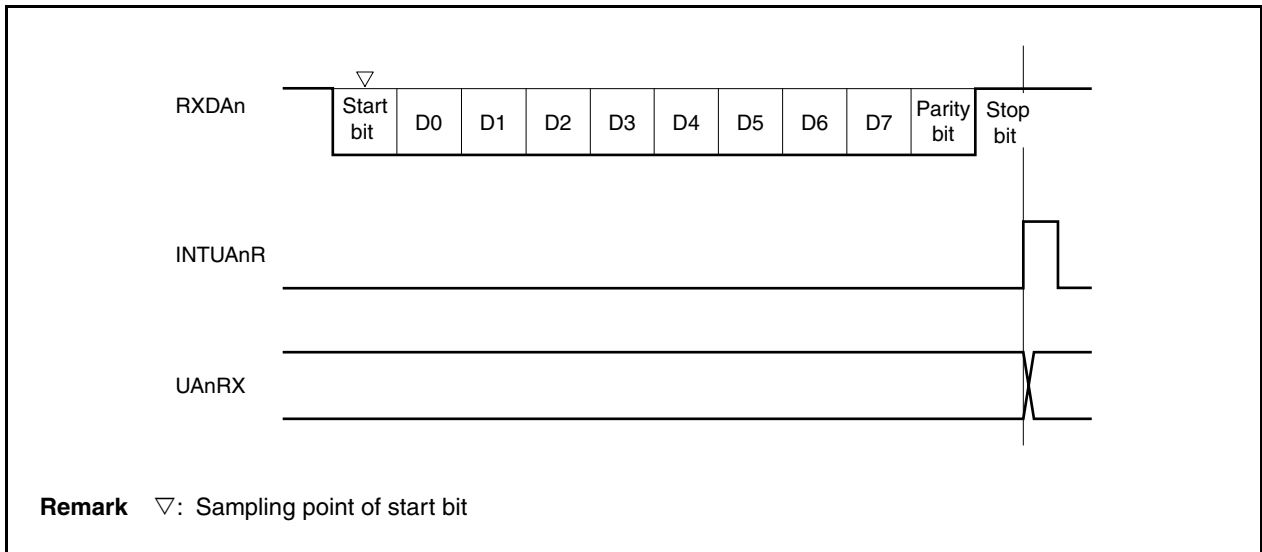 RXDAn
Start bit
D0
D1
D2
D3
D4
D5
D6
D7
Parity bit
Stop bit
INTUAnR
UAnRX
Remark ▽: Sampling point of start bit